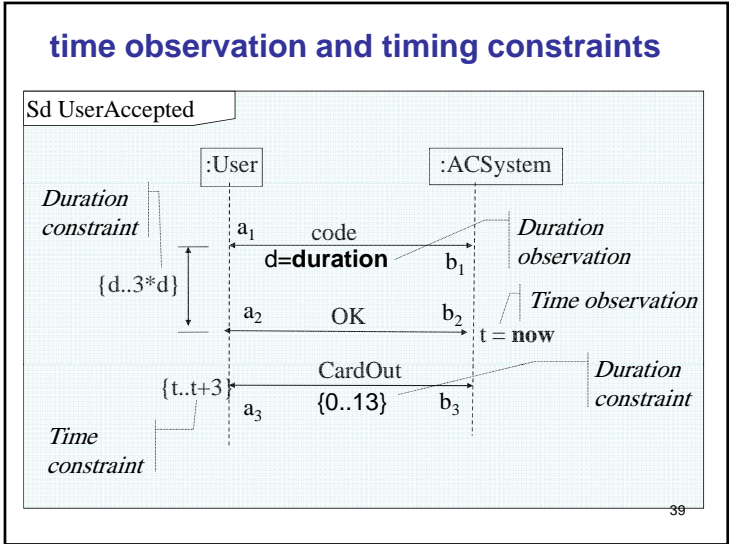 time observation and timing constraints
Sd UserAccepted
:User
:ACSystem
Duration
constraint
a₁
code
d=duration
b₁
Duration
observation
{d..3*d}
a₂
OK
b₂
Time observation
t = now
CardOut
{t..t+3}
a₃
{0..13}
b₃
Duration
constraint
Time
constraint
39